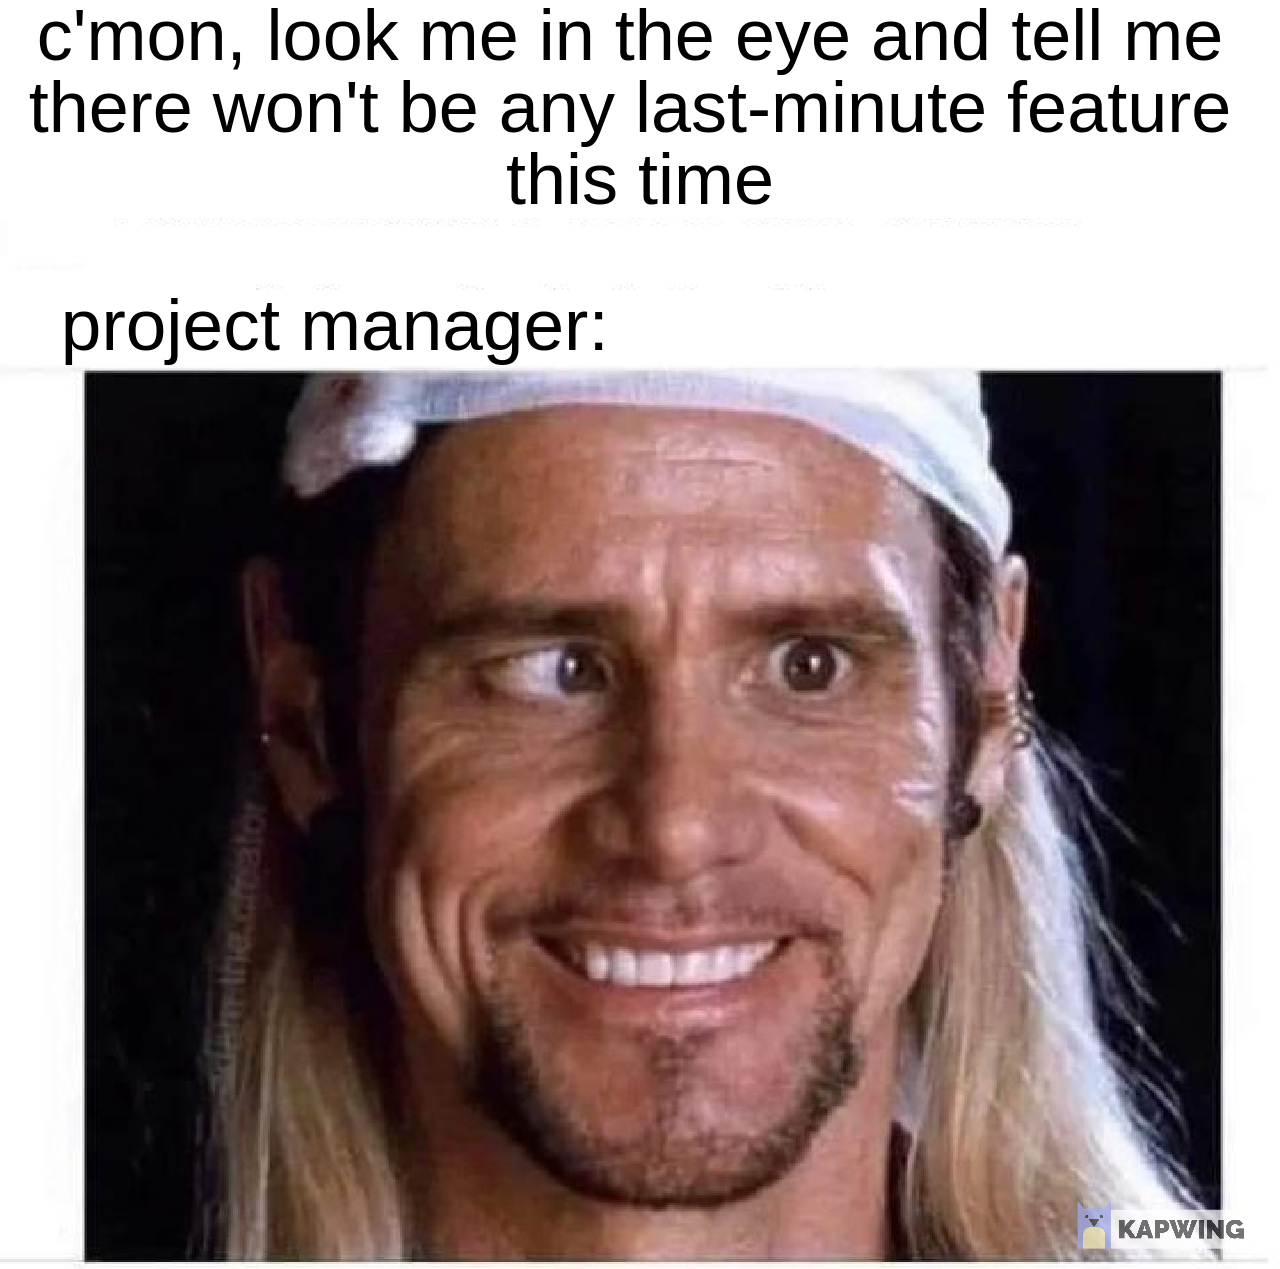 c'mon, look me in the eye and tell me
there won't be any last-minute feature
this time
project manager:
KAPWING